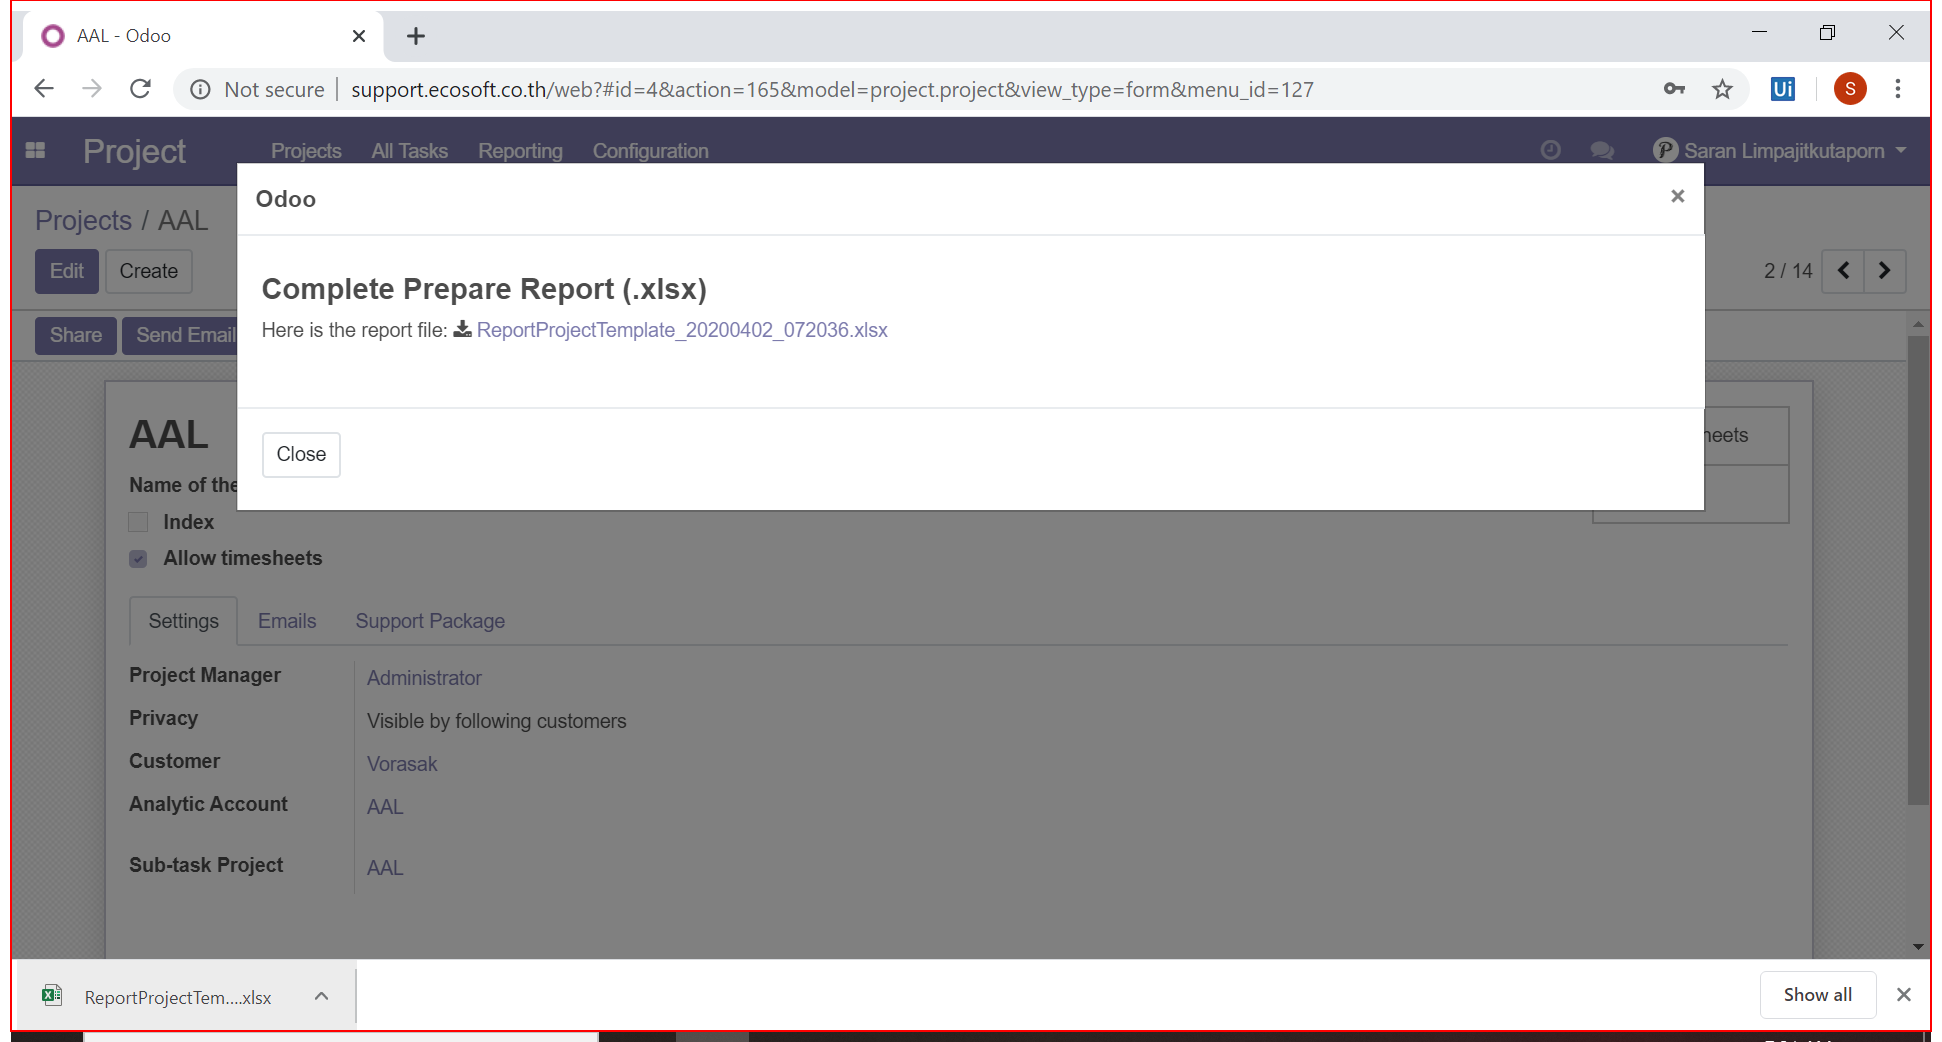 AAL - Odoo
Not secure
support.ecosoft.co.th/web?#id=4&action=165&model=project.project&view_type=form&menu_id=127
Ui
S
Project
Projects
All Tasks
Reporting
Configuration
Saran Limpajitkutaporn
Odoo
Projects / AAL
Edit
Create
2 / 14
Complete Prepare Report (.xlsx)
Here is the report file: ReportProjectTemplate_20200402_072036.xlsx
Share
Send Email
Close
AAL
Name of the
Index
Allow timesheets
Settings
Emails
Support Package
Project Manager
Administrator
Privacy
Visible by following customers
Customer
Vorasak
Analytic Account
AAL
Sub-task Project
AAL
ReportProjectTem....xlsx
Show all